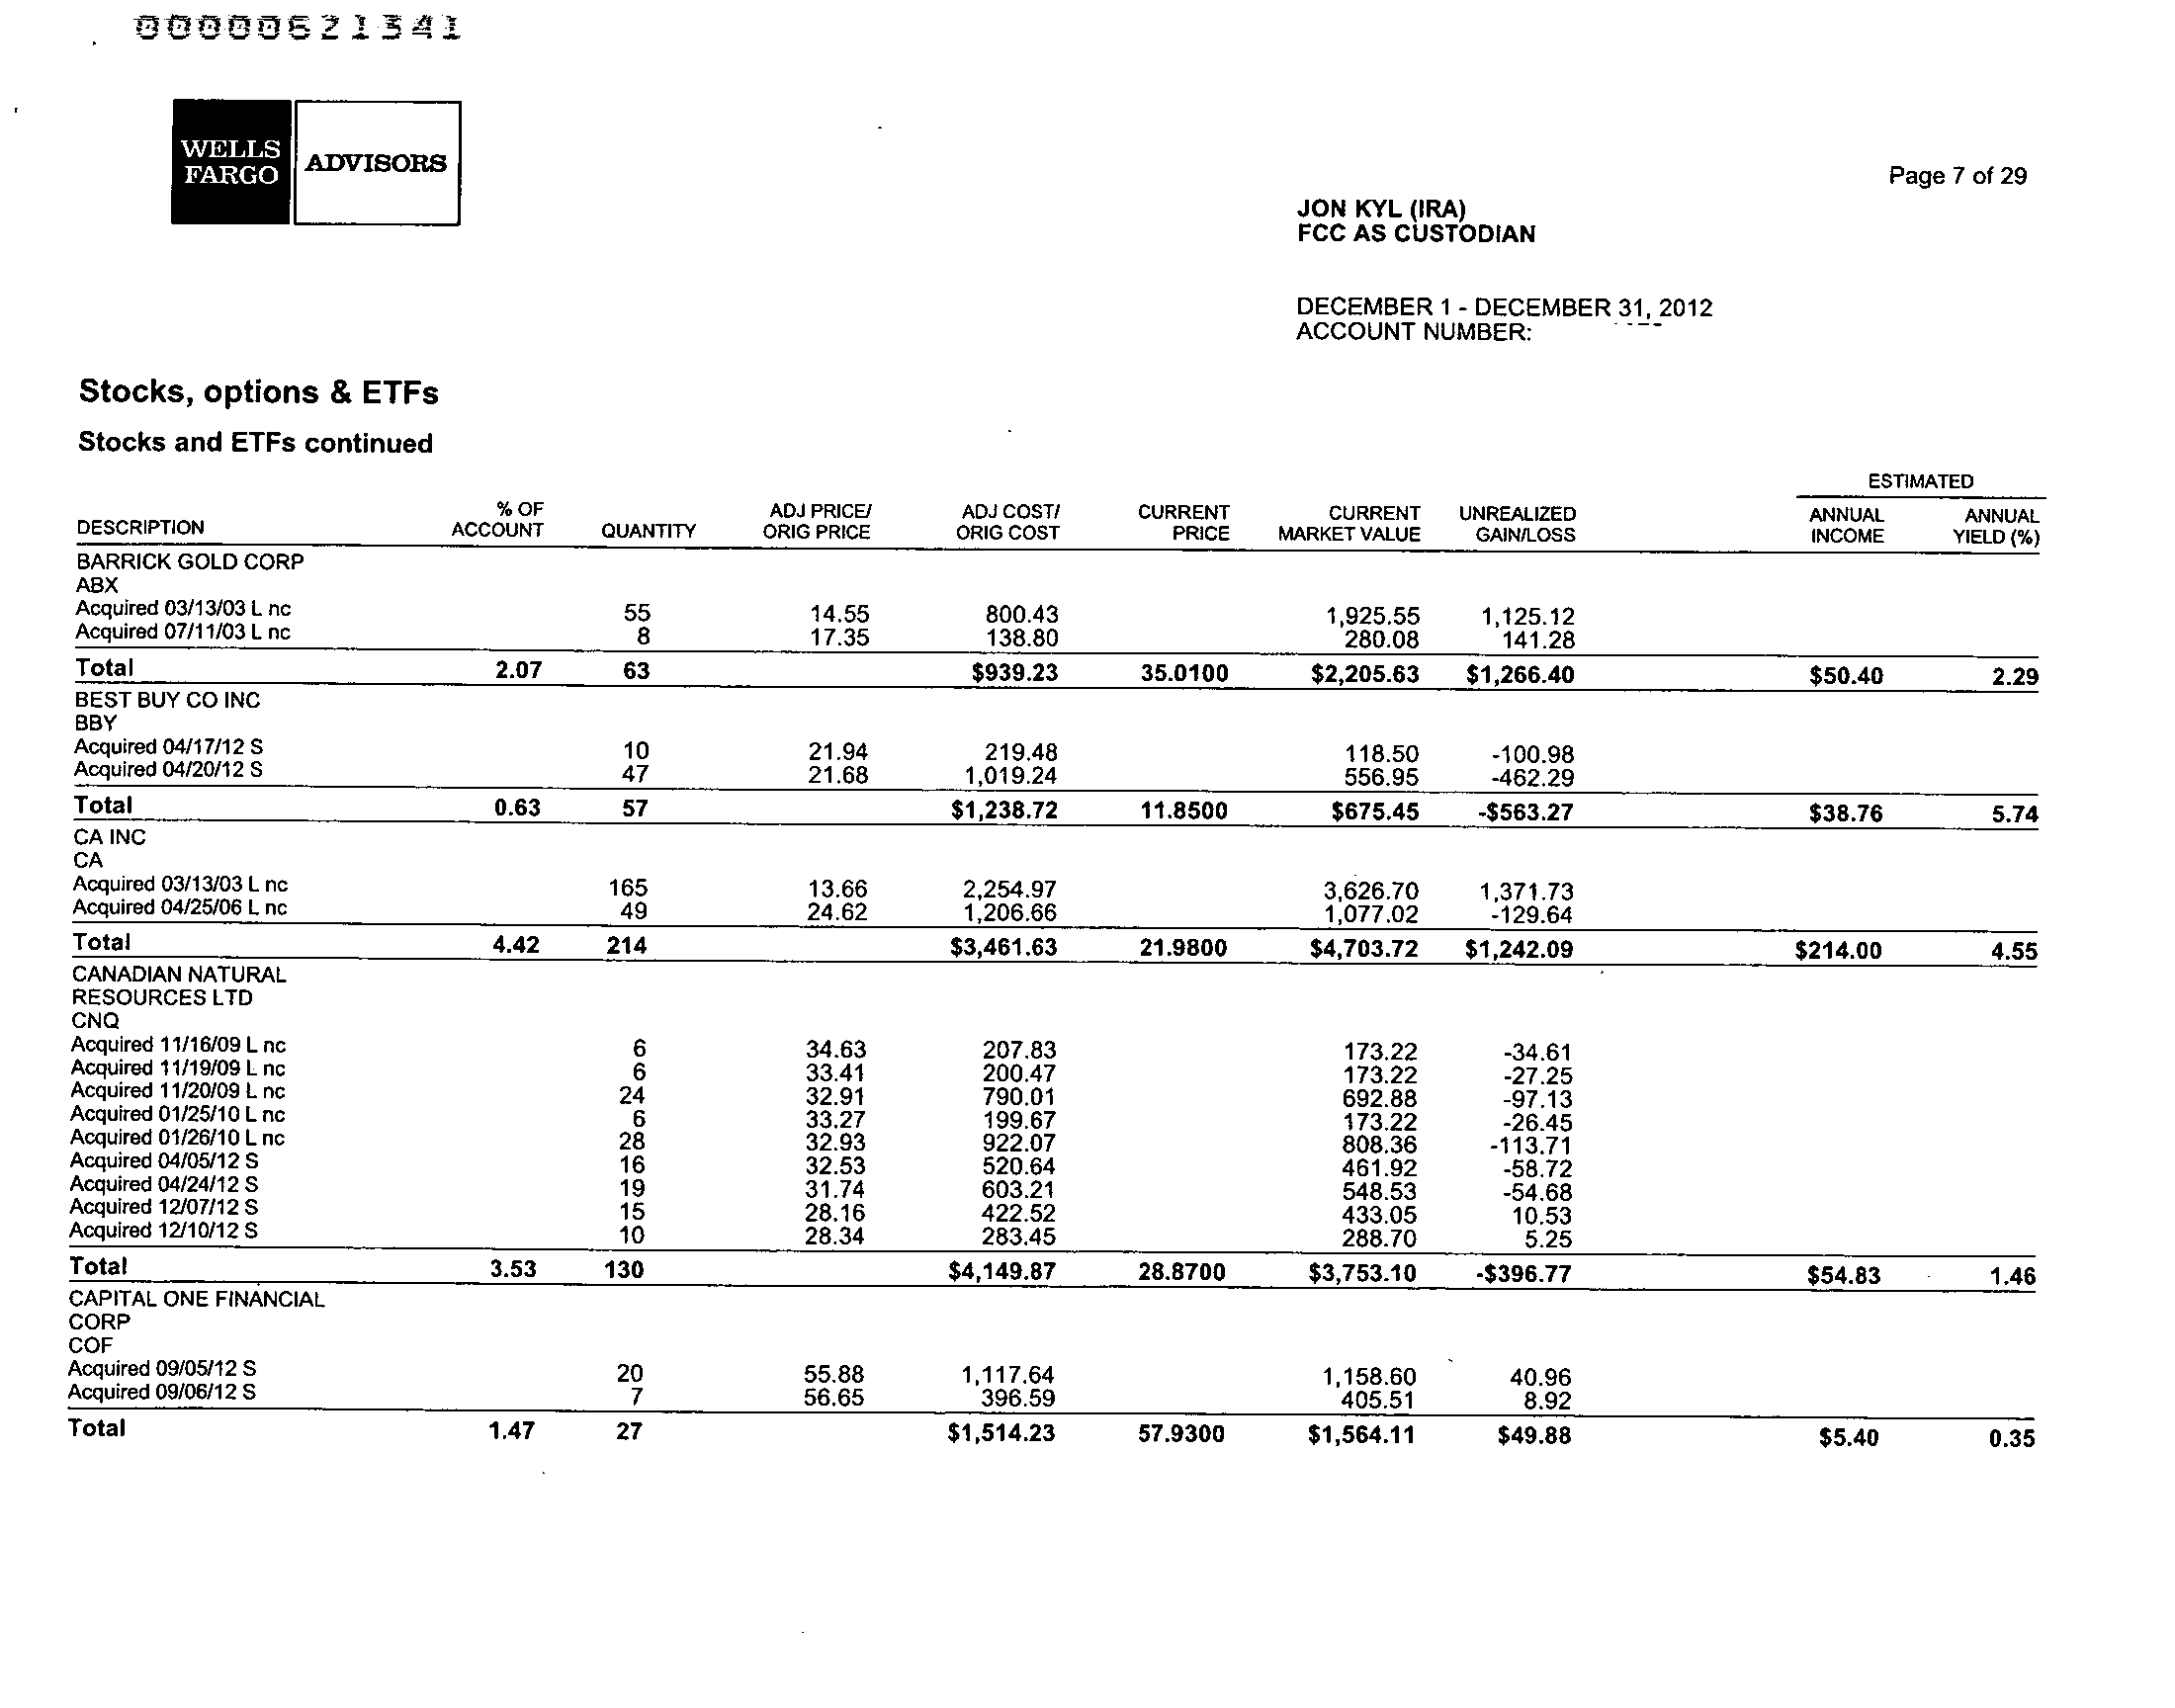 00000621341
WELLS FARGO ADVISORS
Page 7 of 29
JON KYL (IRA)
FCC AS CUSTODIAN
DECEMBER 1 - DECEMBER 31, 2012
ACCOUNT NUMBER:
Stocks, options & ETFs
Stocks and ETFs continued
ESTIMATED
DESCRIPTION % OF ACCOUNT QUANTITY ADJ PRICE/ ORIG PRICE ADJ COST/ ORIG COST CURRENT PRICE CURRENT MARKET VALUE UNREALIZED GAIN/LOSS ANNUAL INCOME ANNUAL YIELD (%)
BARRICK GOLD CORP
ABX
Acquired 03/13/03 L nc 55 14.55 800.43 1,925.55 1,125.12
Acquired 07/11/03 L nc 8 17.35 138.80 280.08 141.28
Total 2.07 63 $939.23 35.0100 $2,205.63 $1,266.40 $50.40 2.29
BEST BUY CO INC
BBY
Acquired 04/17/12 S 10 21.94 219.48 118.50 -100.98
Acquired 04/20/12 S 47 21.68 1,019.24 556.95 -462.29
Total 0.63 57 $1,238.72 11.8500 $675.45 -$563.27 $38.76 5.74
CA INC
CA
Acquired 03/13/03 L nc 165 13.66 2,254.97 3,626.70 1,371.73
Acquired 04/25/06 L nc 49 24.62 1,206.66 1,077.02 -129.64
Total 4.42 214 $3,461.63 21.9800 $4,703.72 $1,242.09 $214.00 4.55
CANADIAN NATURAL
RESOURCES LTD
CNQ
Acquired 11/16/09 L nc 6 34.63 207.83 173.22 -34.61
Acquired 11/19/09 L nc 6 33.41 200.47 173.22 -27.25
Acquired 11/20/09 L nc 24 32.91 790.01 692.88 -97.13
Acquired 01/25/10 L nc 6 33.27 199.67 173.22 -26.45
Acquired 01/26/10 L nc 28 32.93 922.07 808.36 -113.71
Acquired 04/05/12 S 16 32.53 520.64 461.92 -58.72
Acquired 04/24/12 S 19 31.74 603.21 548.53 -54.68
Acquired 12/07/12 S 15 28.16 422.52 433.05 10.53
Acquired 12/10/12 S 10 28.34 283.45 288.70 5.25
Total 3.53 130 $4,149.87 28.8700 $3,753.10 -$396.77 $54.83 1.46
CAPITAL ONE FINANCIAL
CORP
COF
Acquired 09/05/12 S 20 55.88 1,117.64 1,158.60 40.96
Acquired 09/06/12 S 7 56.65 396.59 405.51 8.92
Total 1.47 27 $1,514.23 57.9300 $1,564.11 $49.88 $5.40 0.35